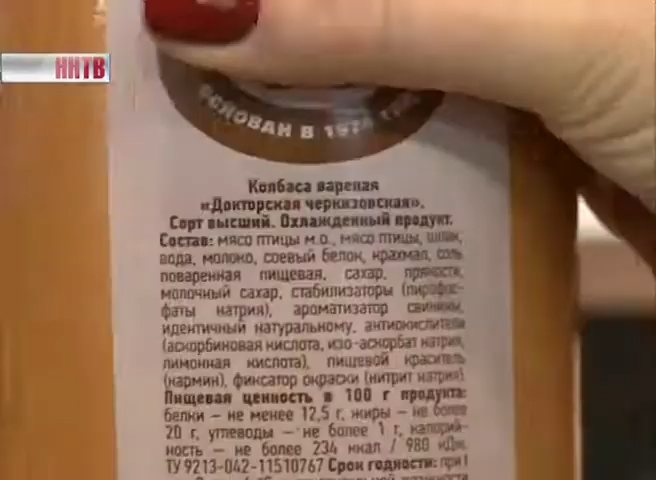 ННТВ
ОСНОВАН В 1974
Колбаса вареная
«Докторская черкизовская».
Сорт высший. Охлажденный продукт.
Состав: мясо птицы м.о., мясо птицы, шпик,
вода, молоко, соевый белок, крахмал, соль
поваренная пищевая, сахар, пряности,
молочный сахар, стабилизаторы (пирофос-
фаты натрия), ароматизатор свинины,
идентичный натуральному, антиокислители
(аскорбиновая кислота, изо-аскорбат натрия,
лимонная кислота), пищевой краситель
(кармин), фиксатор окраски (нитрит натрия).
Пищевая ценность в 100 г продукта:
белки – не менее 12,5 г, жиры – не более
20 г, углеводы – не более 1 г, калорий-
ность – не более 234 ккал / 980 кДж.
ТУ 9213-042-11510767 Срок годности: при t